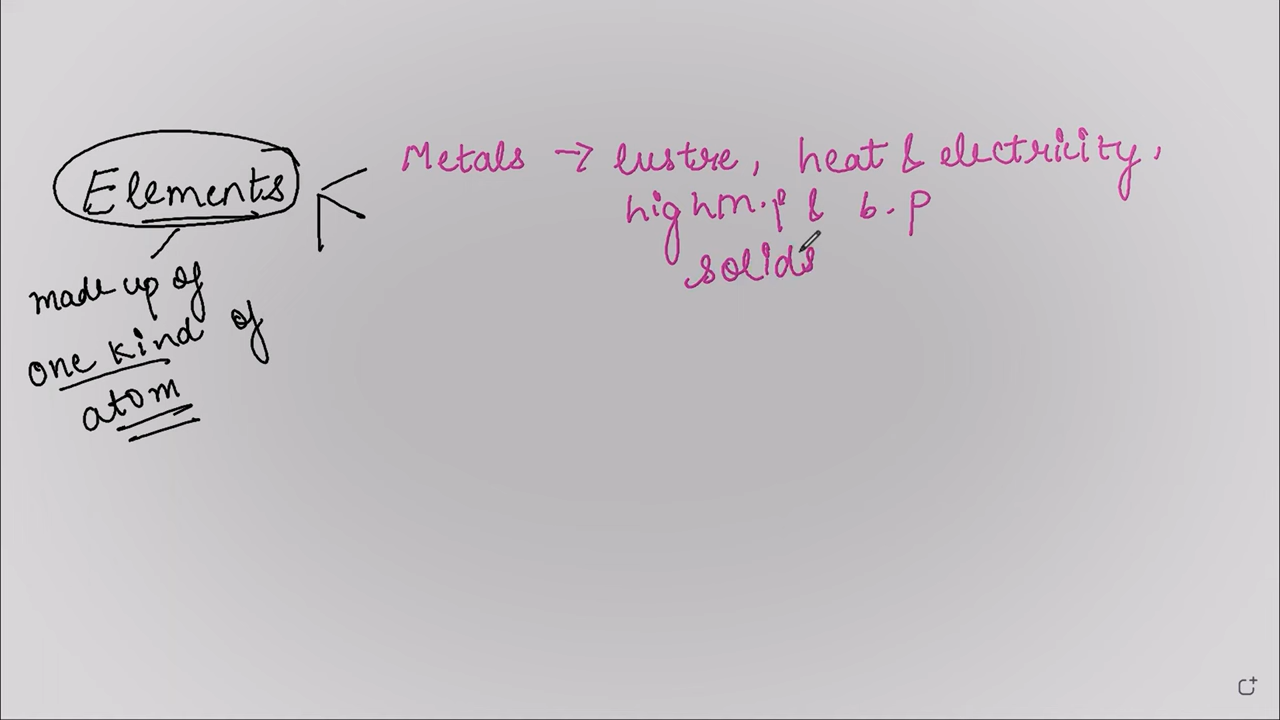 Elements
made up of
one kind of
atom
Metals → lustre, heat & electricity,
high m.p & b.p
solids